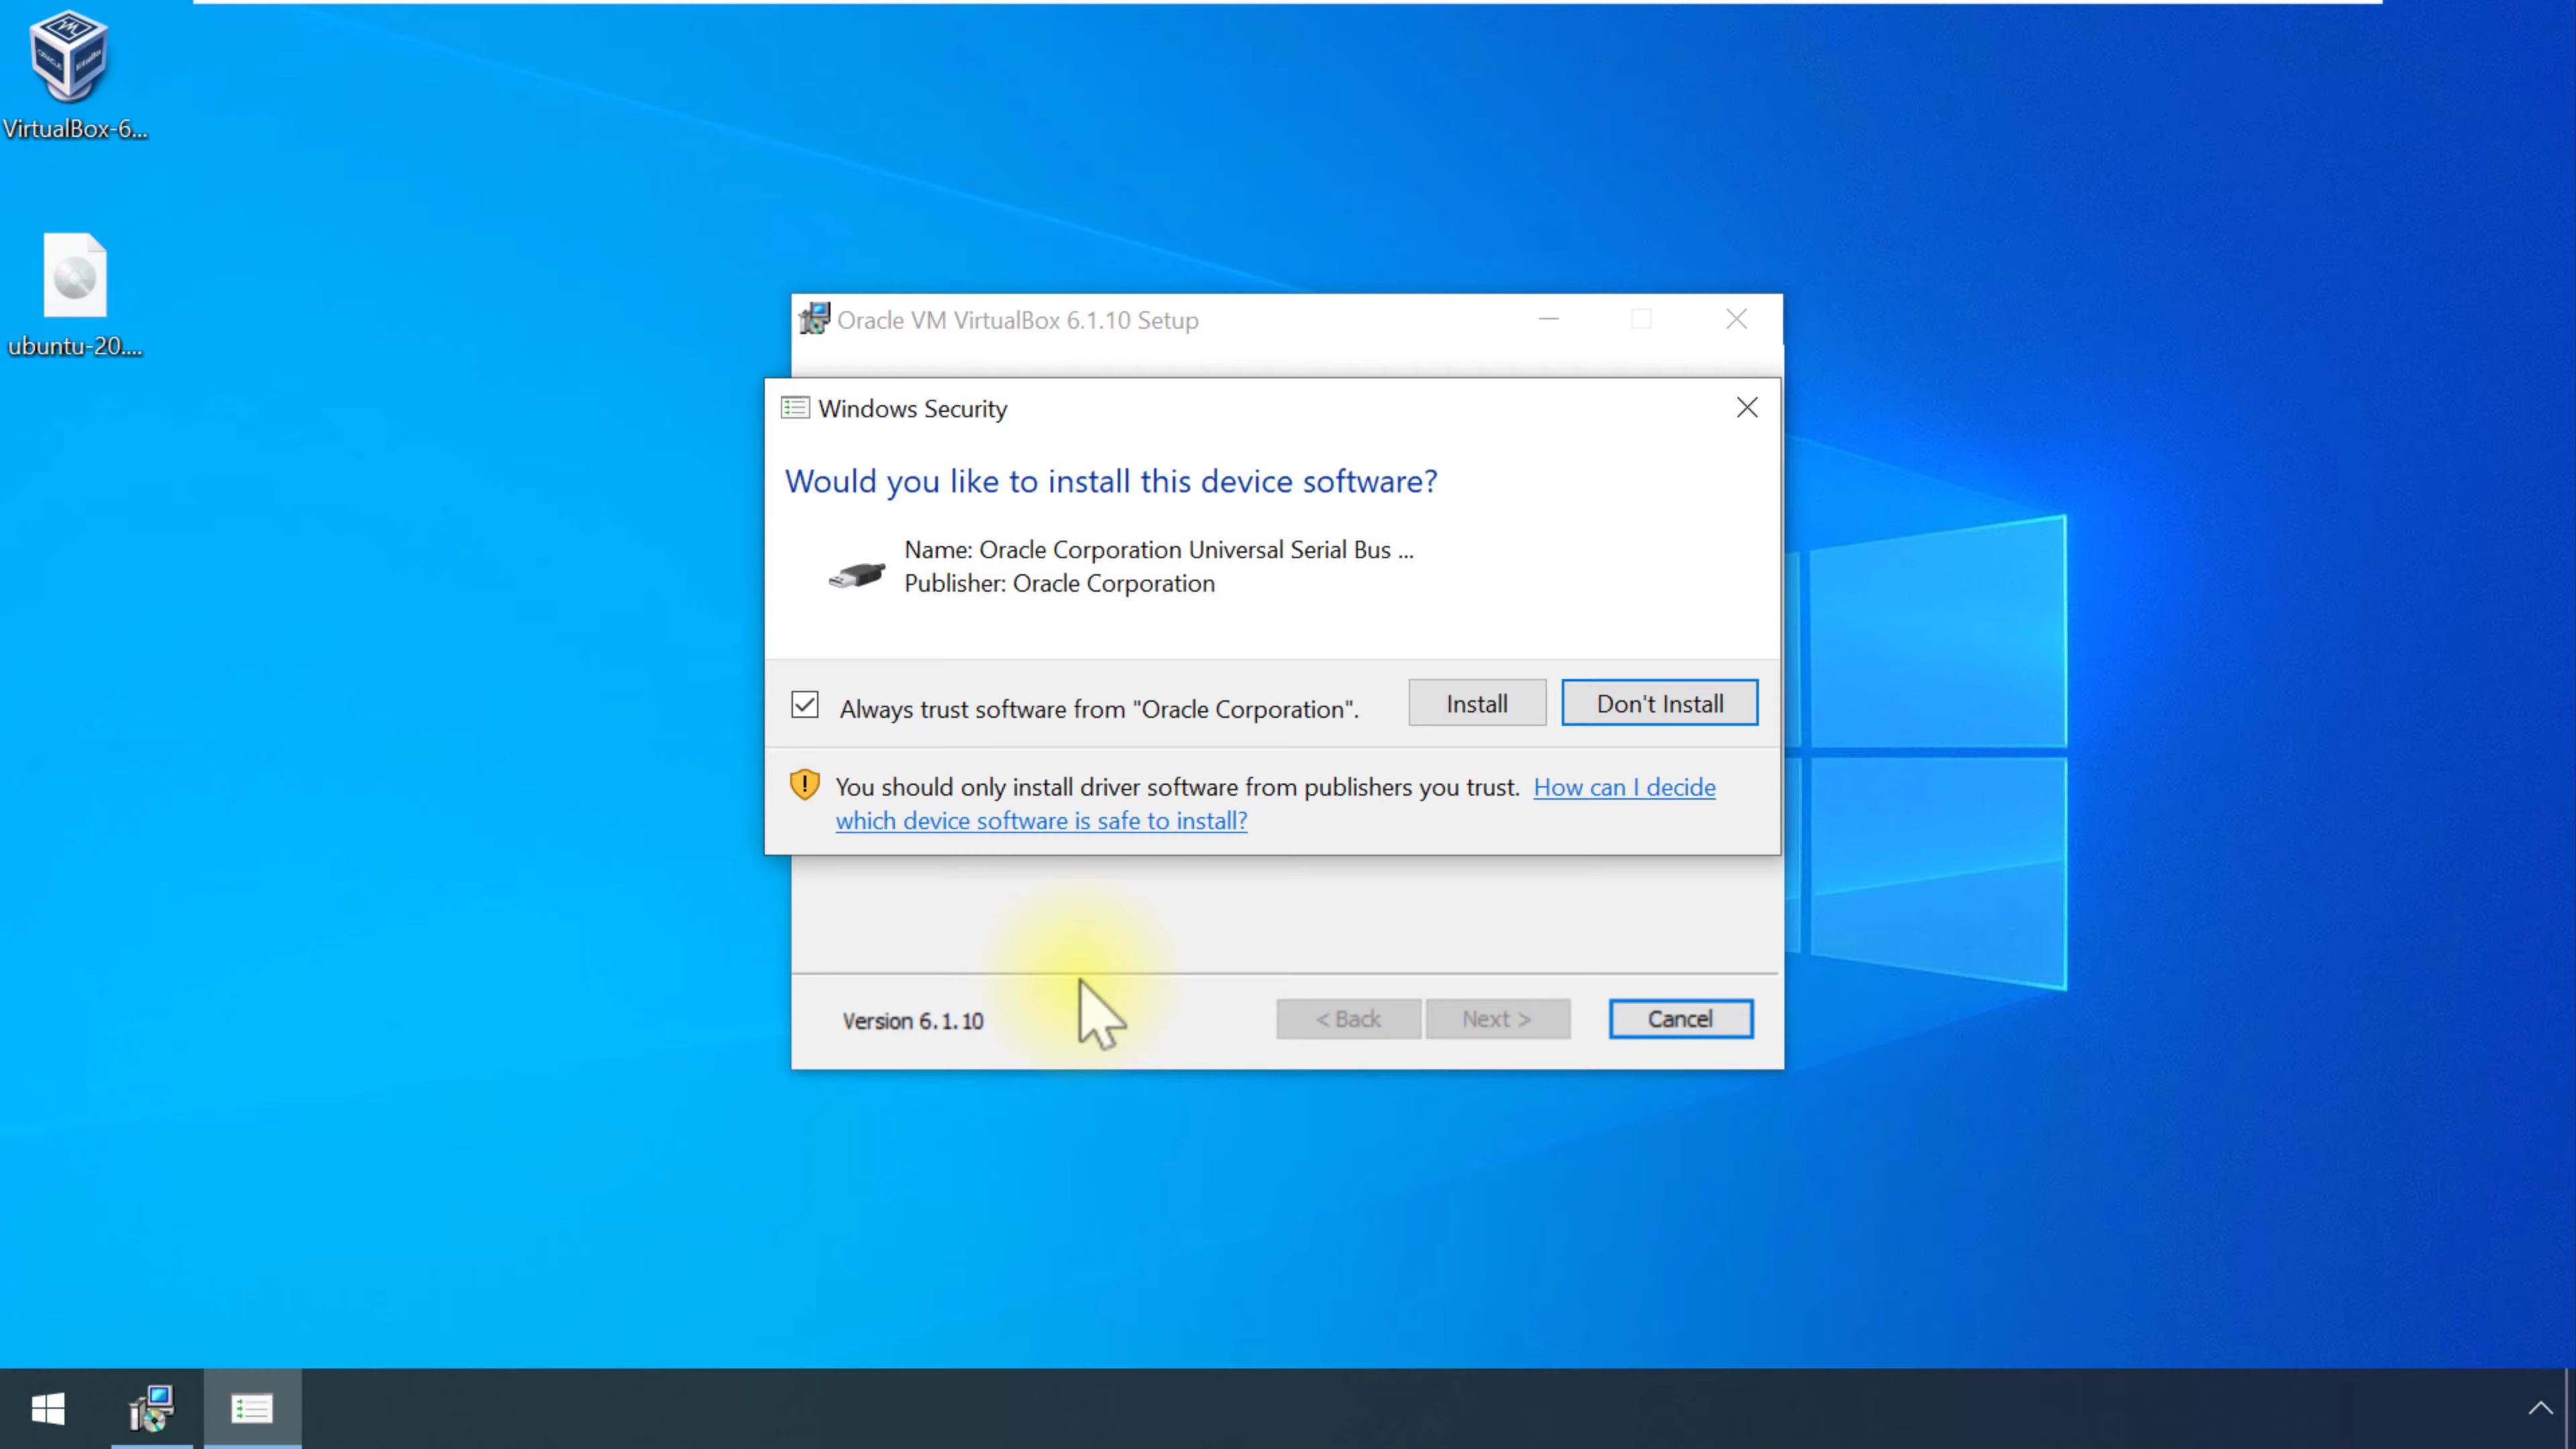 VirtualBox-6...
ubuntu-20....
Oracle VM VirtualBox 6.1.10 Setup
Windows Security
Would you like to install this device software?
Name: Oracle Corporation Universal Serial Bus ...
Publisher: Oracle Corporation
Always trust software from "Oracle Corporation".
Install
Don't Install
You should only install driver software from publishers you trust. How can I decide
which device software is safe to install?
Version 6.1.10
< Back
Next >
Cancel